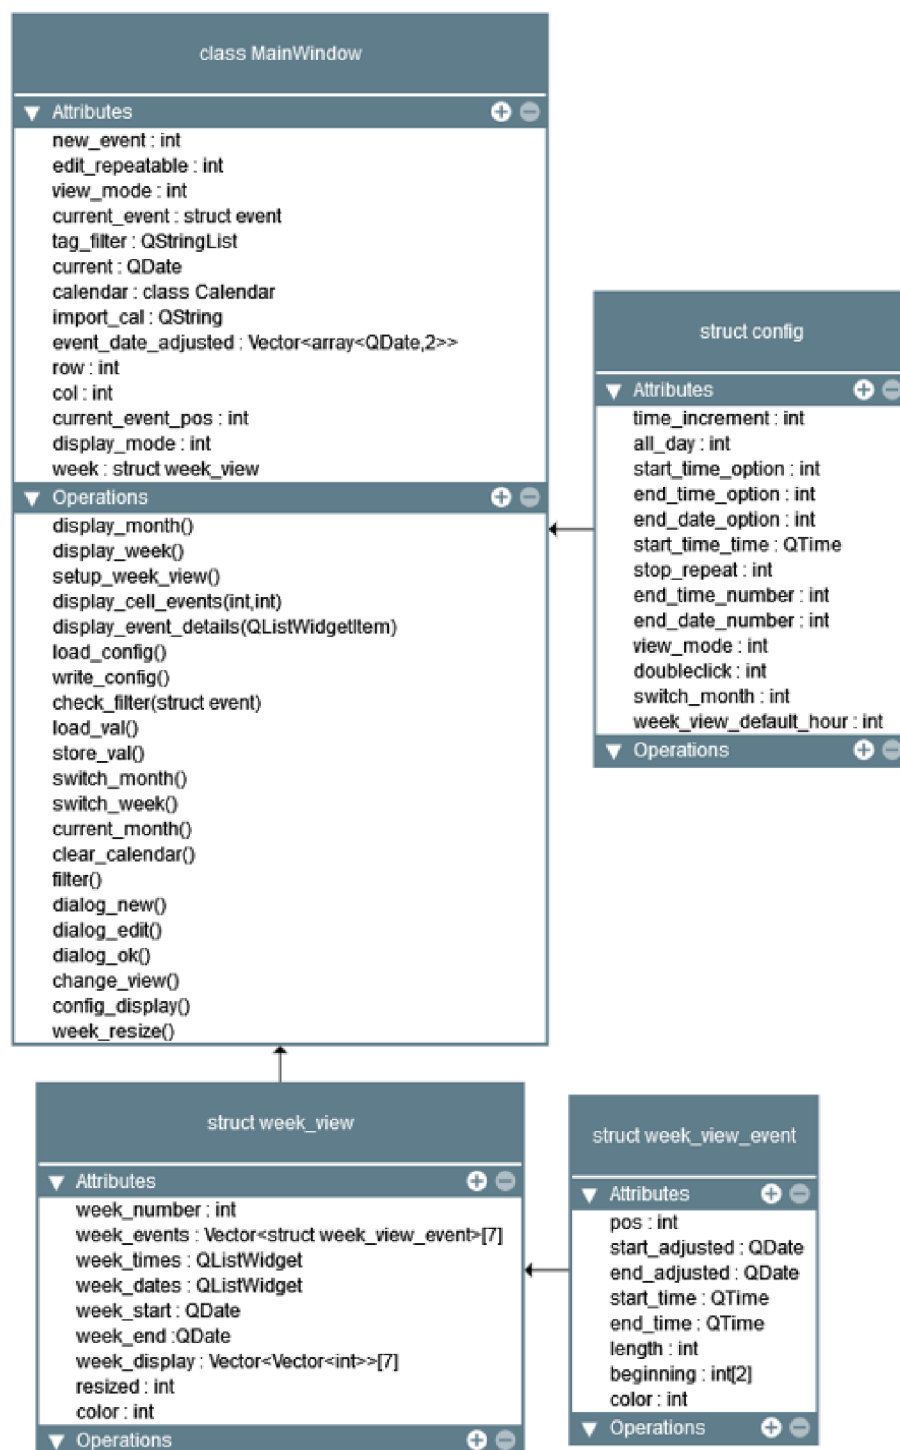 class MainWindow
Attributes
new_event : int
edit_repeatable : int
view_mode : int
current_event : struct event
tag_filter : QStringList
current : QDate
calendar : class Calendar
import_cal : QString
event_date_adjusted : Vector<array<QDate,2>>
row : int
col : int
current_event_pos : int
display_mode : int
week : struct week_view
Operations
display_month()
display_week()
setup_week_view()
display_cell_events(int,int)
display_event_details(QListWidgetItem)
load_config()
write_config()
check_filter(struct event)
load_val()
store_val()
switch_month()
switch_week()
current_month()
clear_calendar()
filter()
dialog_new()
dialog_edit()
dialog_ok()
change_view()
config_display()
week_resize()
struct config
Attributes
time_increment : int
all_day : int
start_time_option : int
end_time_option : int
end_date_option : int
start_time_time : QTime
stop_repeat : int
end_time_number : int
end_date_number : int
view_mode : int
doubleclick : int
switch_month : int
week_view_default_hour : int
Operations
struct week_view
Attributes
week_number : int
week_events : Vector<struct week_view_event>[7]
week_times : QListWidget
week_dates : QListWidget
week_start : QDate
week_end :QDate
week_display : Vector<Vector<int>>[7]
resized : int
color : int
Operations
struct week_view_event
Attributes
pos : int
start_adjusted : QDate
end_adjusted : QDate
start_time : QTime
end_time : QTime
length : int
beginning : int[2]
color : int
Operations